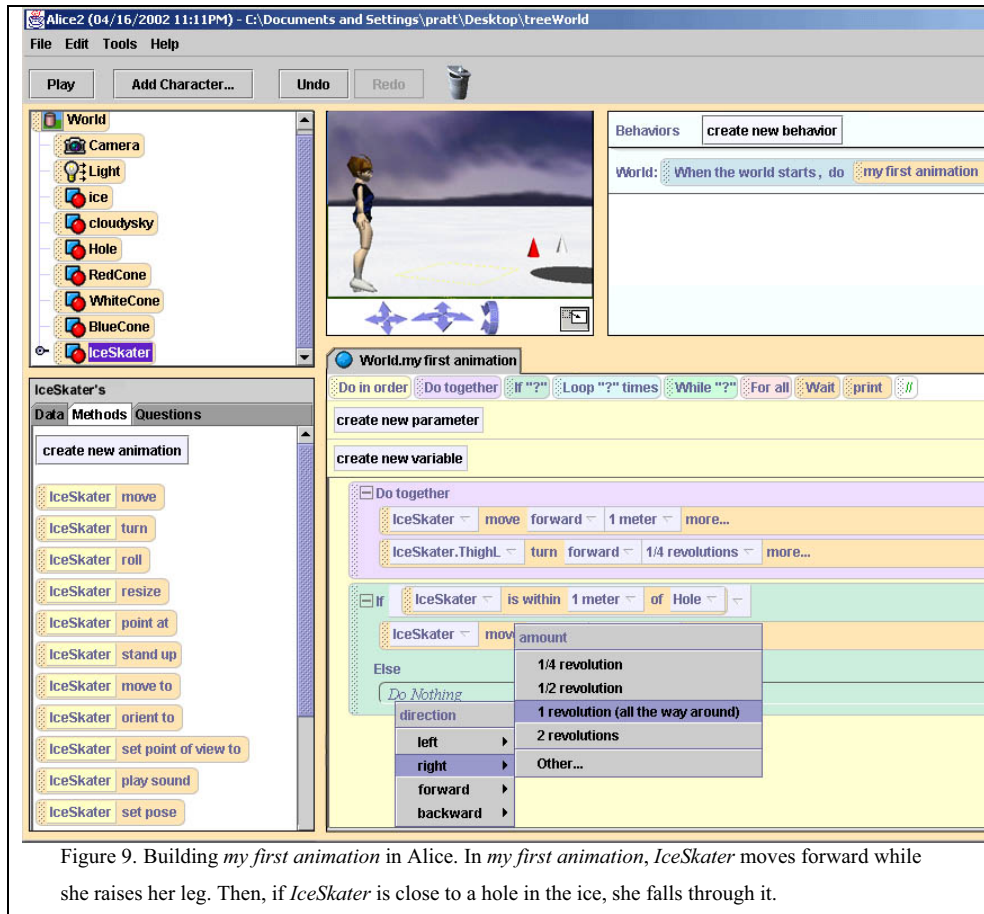 Alice2 (04/16/2002 11:11PM) - C:\Documents and Settings\pratt\Desktop\treeWorld
File Edit Tools Help
Play Add Character... Undo Redo
World
Camera
Light
ice
cloudysky
Hole
RedCone
WhiteCone
BlueCone
IceSkater
Behaviors create new behavior
World: When the world starts, do my first animation
IceSkater's
Data Methods Questions
create new animation
IceSkater move
IceSkater turn
IceSkater roll
IceSkater resize
IceSkater point at
IceSkater stand up
IceSkater move to
IceSkater orient to
IceSkater set point of view to
IceSkater play sound
IceSkater set pose
World.my first animation
Do in order Do together If "?" Loop "?" times While "?" For all Wait print //
create new parameter
create new variable
Do together
IceSkater move forward 1 meter more...
IceSkater.ThighL turn forward 1/4 revolutions more...
If IceSkater is within 1 meter of Hole
IceSkater
Else
Do Nothing
direction
left
right
forward
backward
amount
1/4 revolution
1/2 revolution
1 revolution (all the way around)
2 revolutions
Other...
Figure 9. Building my first animation in Alice. In my first animation, IceSkater moves forward while
she raises her leg. Then, if IceSkater is close to a hole in the ice, she falls through it.